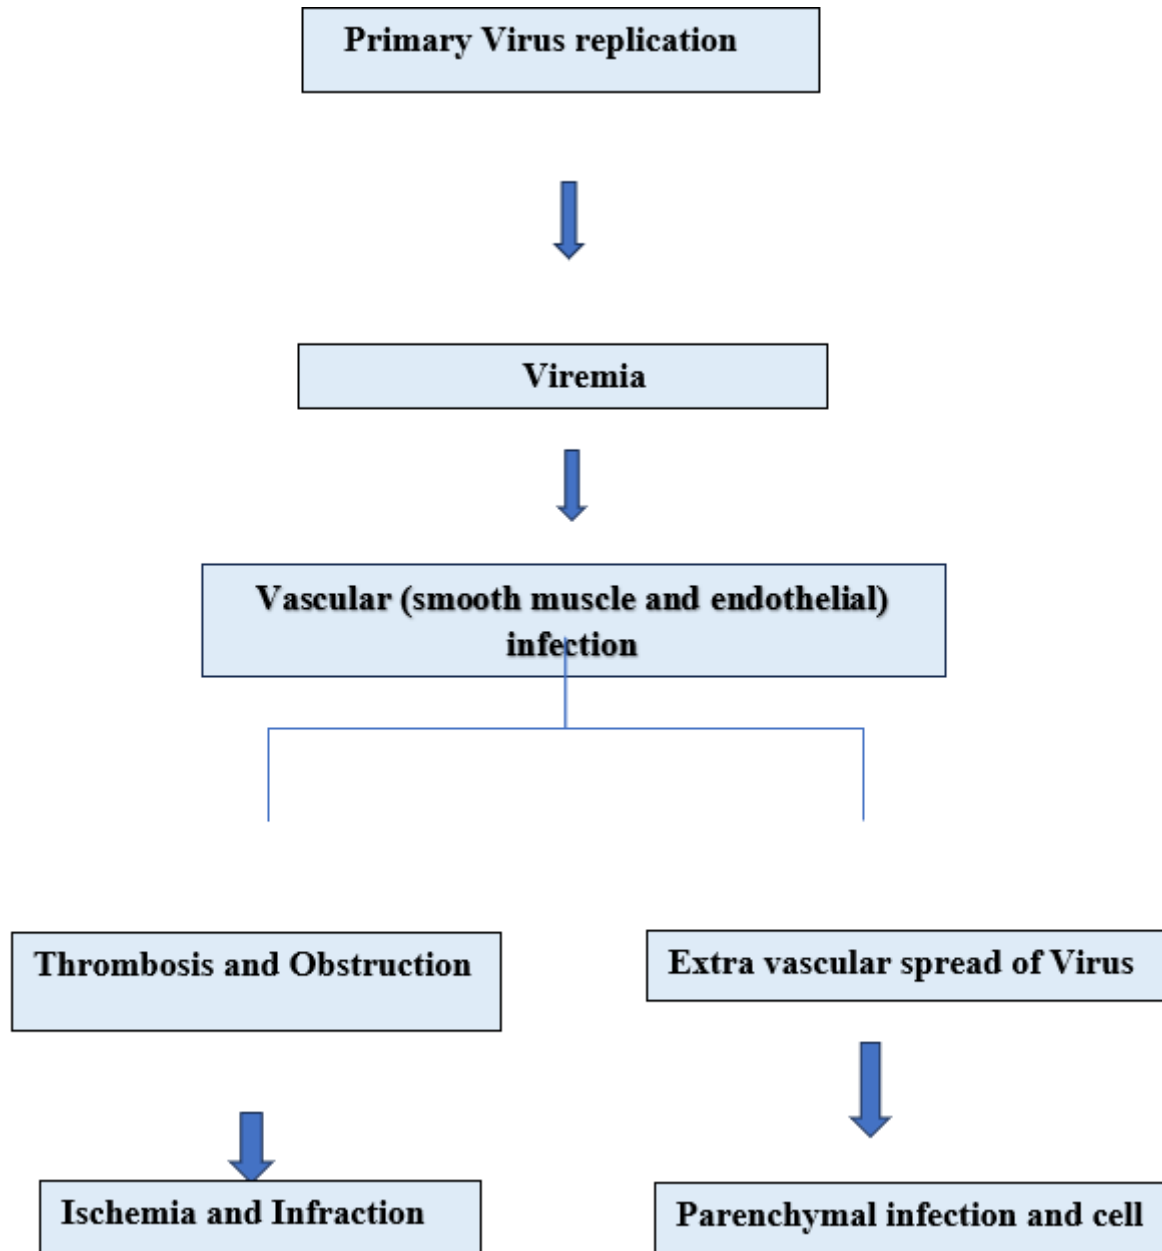 Primary Virus replication
Viremia
Vascular (smooth muscle and endothelial)
infection
Thrombosis and Obstruction
Extra vascular spread of Virus
Ischemia and Infraction
Parenchymal infection and cell